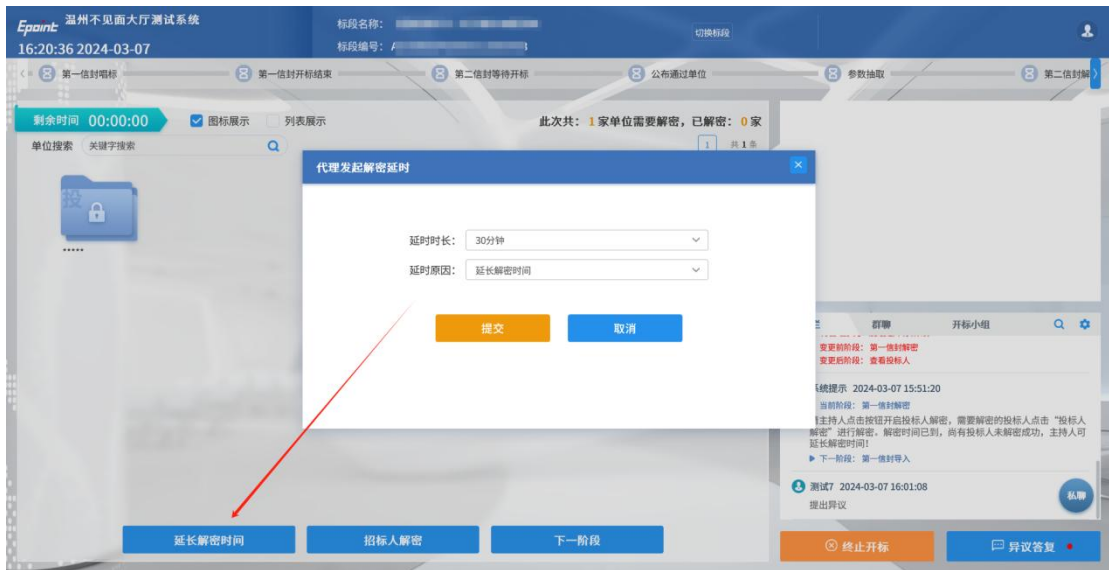 Epoint 温州不见面大厅测试系统
16:20:36 2024-03-07
标段名称：
标段编号：
切换标段
第一信封唱标
第一信封开标结束
第二信封等待开标
公布通过单位
参数抽取
第二信封解
剩余时间 00:00:00
图标展示
列表展示
此次共：1家单位需要解密，已解密：0家
单位搜索 关键字搜索
1 共1条
投
*****
代理发起解密延时
延时时长： 30分钟
延时原因： 延长解密时间
提交
取消
群聊
开标小组
变更前阶段：第一信封解密
变更后阶段：查看投标人
系统提示 2024-03-07 15:51:20
当前阶段：第一信封解密
主持人点击按钮开启投标人解密，需要解密的投标人点击“投标人
解密”进行解密。解密时间已到，尚有投标人未解密成功，主持人可
延长解密时间！
下一阶段：第一信封导入
测试7 2024-03-07 16:01:08
提出异议
私聊
延长解密时间
招标人解密
下一阶段
终止开标
异议答复